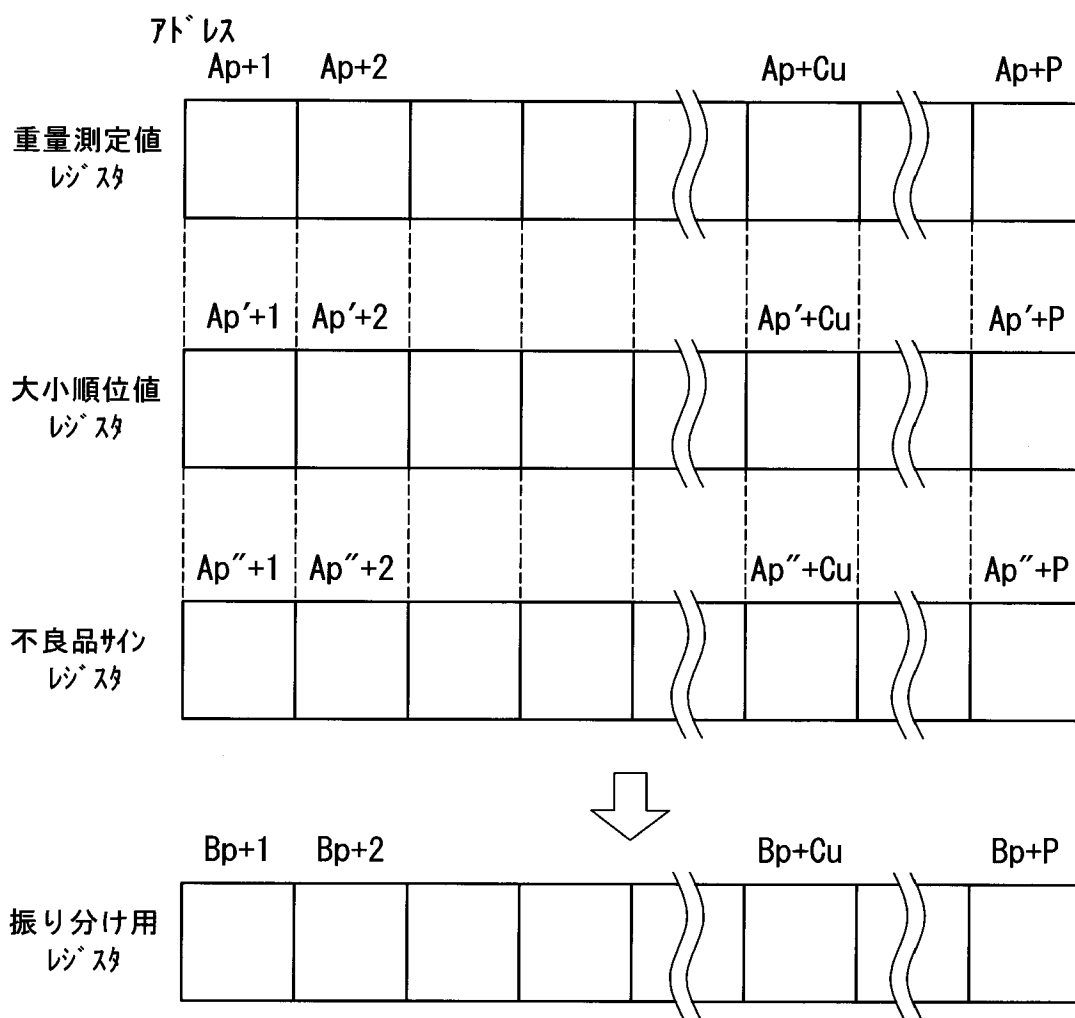 アドレス
Ap+1 Ap+2 Ap+Cu Ap+P
重量測定値
レジスタ
Ap′+1 Ap′+2 Ap′+Cu Ap′+P
大小順位値
レジスタ
Ap″+1 Ap″+2 Ap″+Cu Ap″+P
不良品サイン
レジスタ
Bp+1 Bp+2 Bp+Cu Bp+P
振り分け用
レジスタ